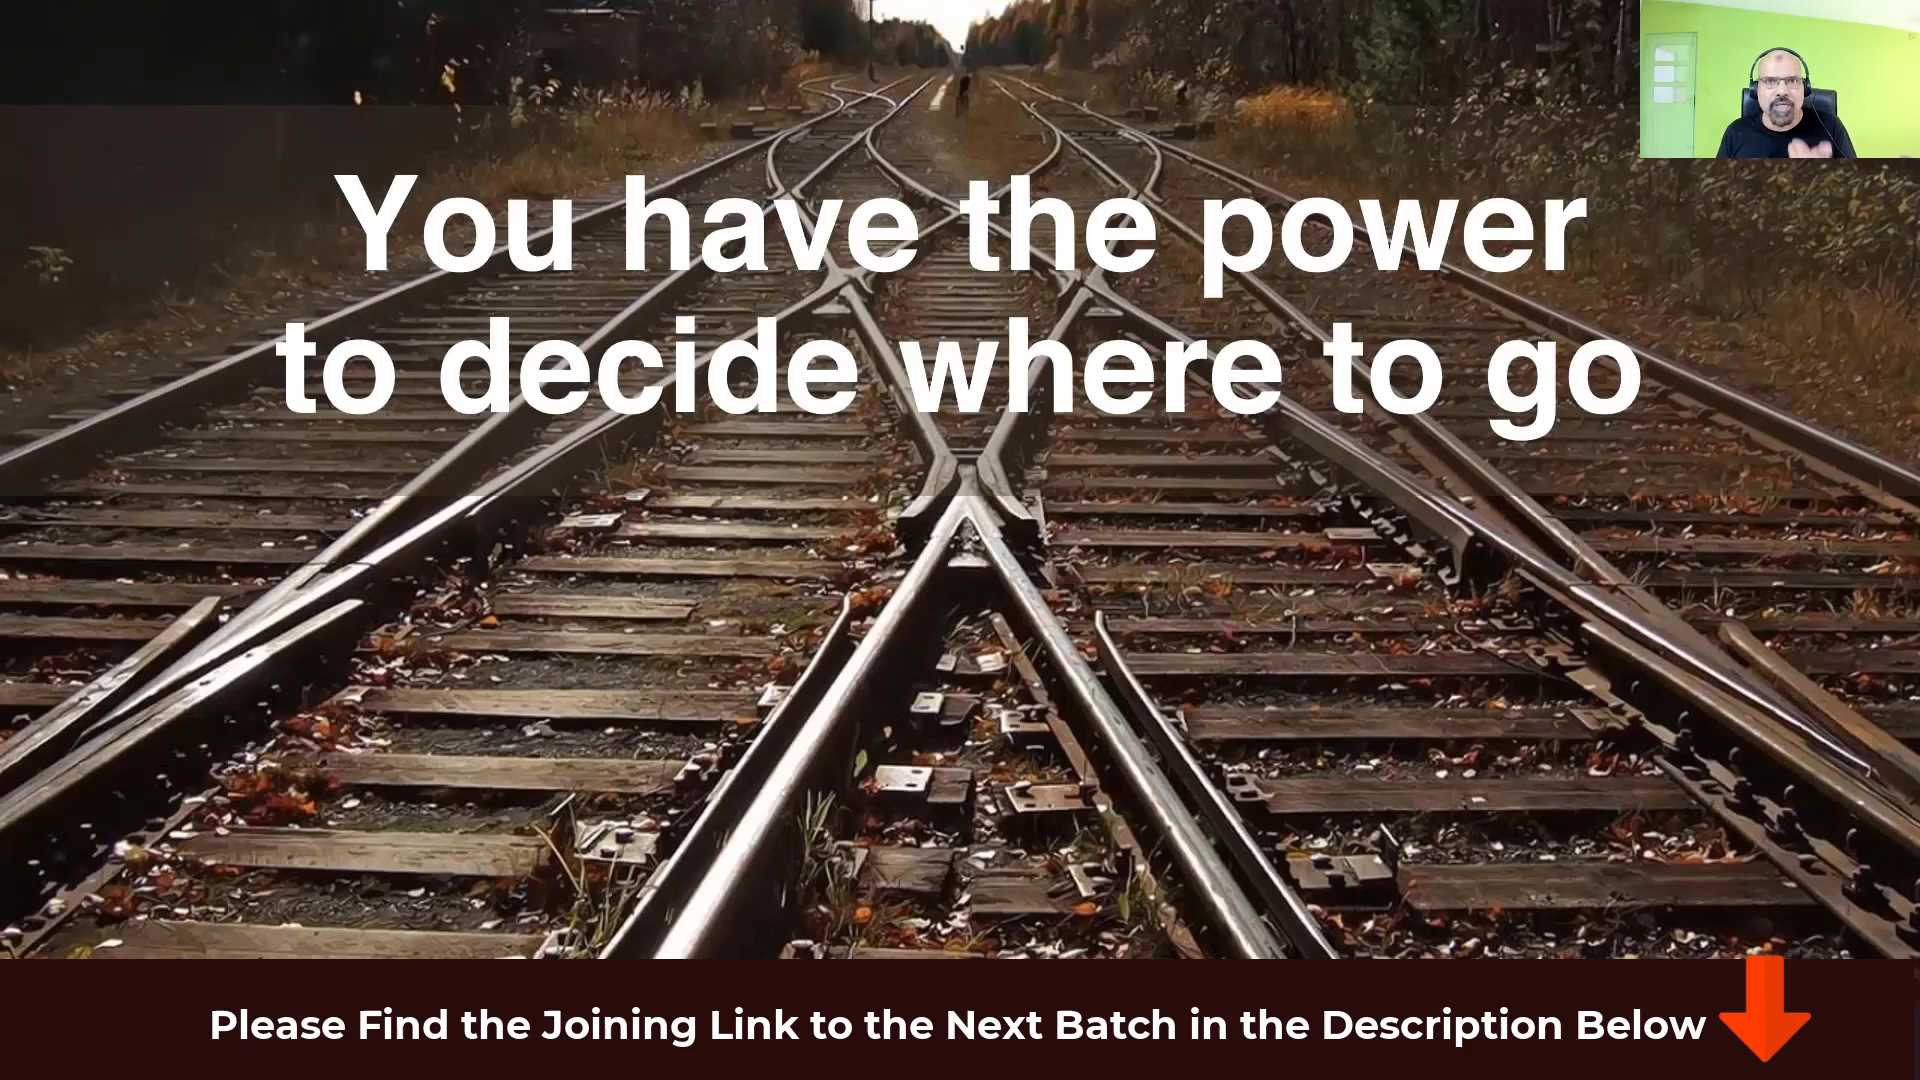 You have the power
to decide where to go
Please Find the Joining Link to the Next Batch in the Description Below